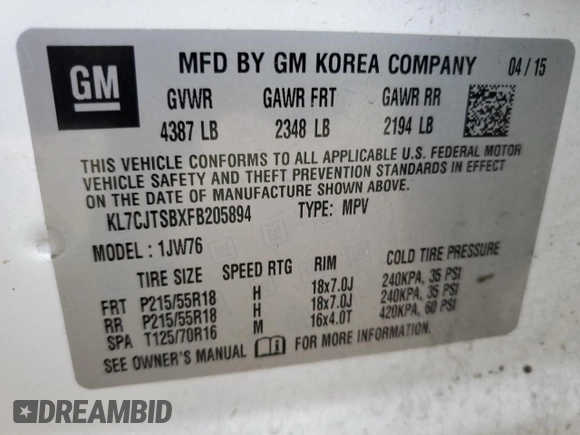 GM
MFD BY GM KOREA COMPANY 04/15
GVWR GAWR FRT GAWR RR
4387 LB 2348 LB 2194 LB
THIS VEHICLE CONFORMS TO ALL APPLICABLE U.S. FEDERAL MOTOR
VEHICLE SAFETY AND THEFT PREVENTION STANDARDS IN EFFECT
ON THE DATE OF MANUFACTURE SHOWN ABOVE.
KL7CJTSBXFB205894 TYPE: MPV
MODEL: 1JW76
TIRE SIZE SPEED RTG RIM COLD TIRE PRESSURE
FRT P215/55R18 H 18x7.0J 240KPA, 35 PSI
RR P215/55R18 H 18x7.0J 240KPA, 35 PSI
SPA T125/70R16 M 16x4.0T 420KPA, 60 PSI
SEE OWNER'S MANUAL FOR MORE INFORMATION.
DREAMBID